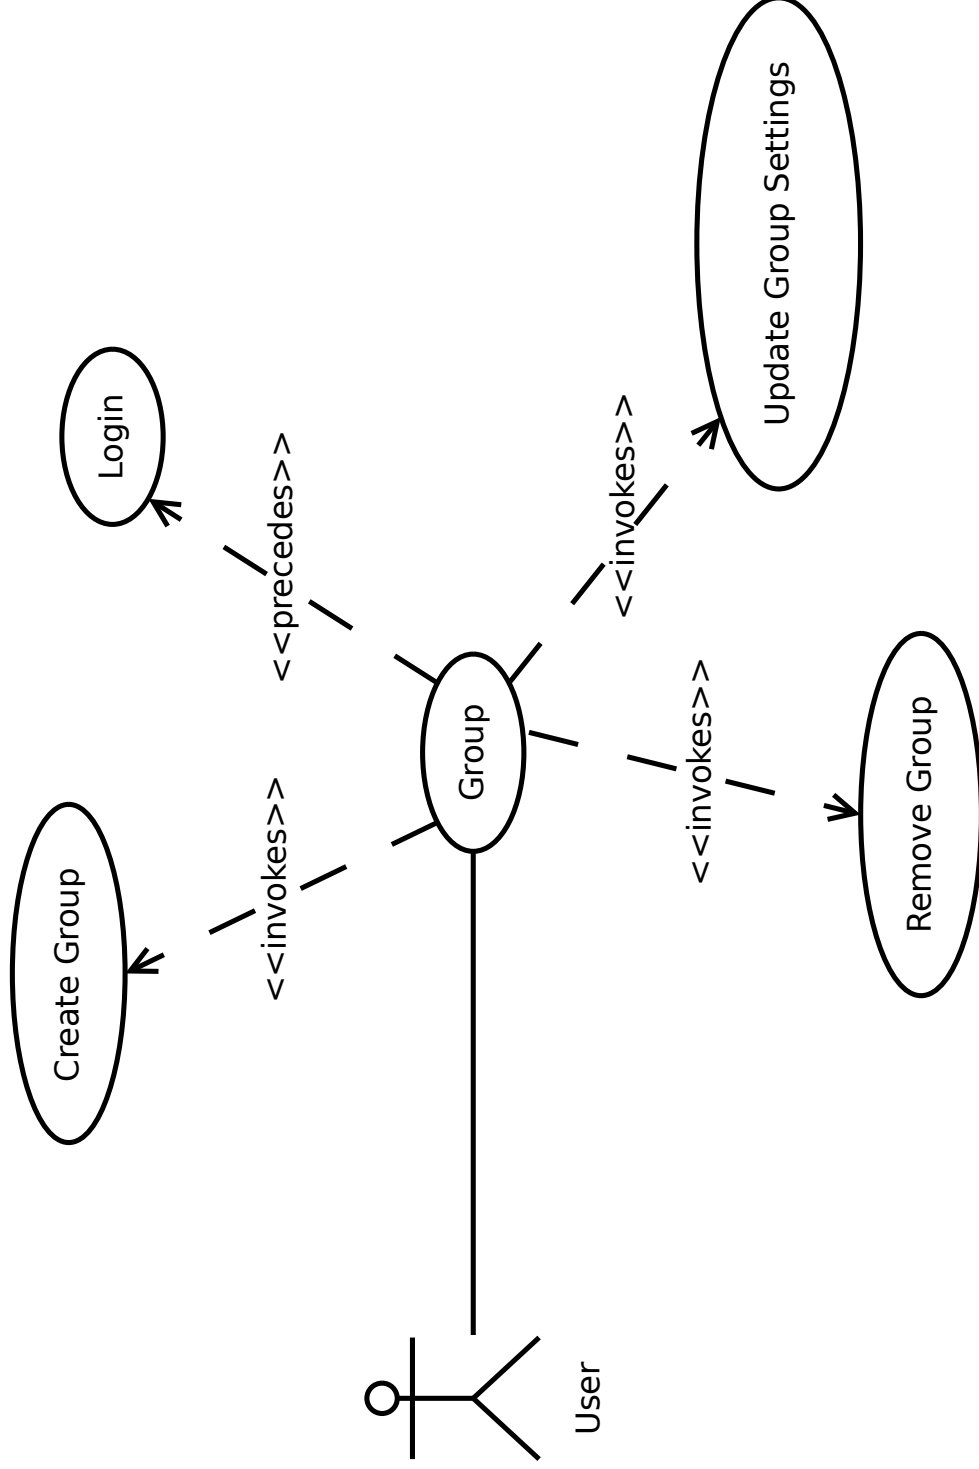 Create Group
Login
<<invokes>>
<<precedes>>
Group
User
<<invokes>>
<<invokes>>
Update Group Settings
Remove Group